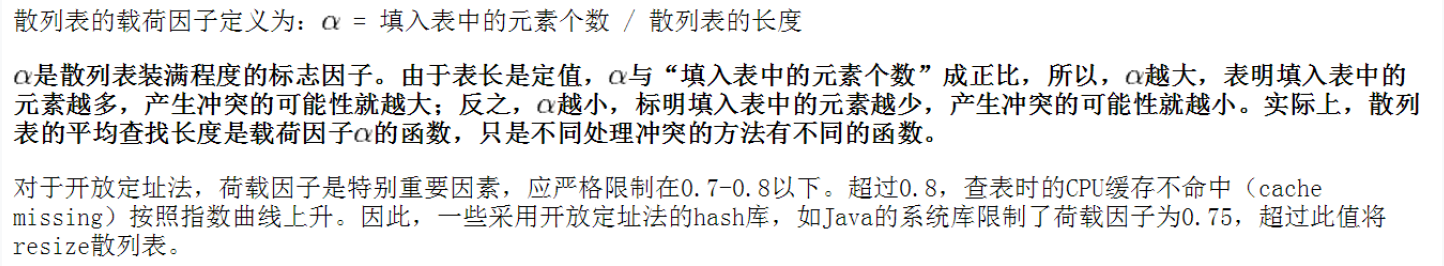 散列表的载荷因子定义为：α = 填入表中的元素个数 / 散列表的长度
α是散列表装满程度的标志因子。由于表长是定值，α与“填入表中的元素个数”成正比，所以，α越大，表明填入表中的
元素越多，产生冲突的可能性就越大；反之，α越小，标明填入表中的元素越少，产生冲突的可能性就越小。实际上，散列
表的平均查找长度是载荷因子α的函数，只是不同处理冲突的方法有不同的函数。
对于开放定址法，荷载因子是特别重要因素，应严格限制在0.7-0.8以下。超过0.8，查表时的CPU缓存不命中（cache
missing）按照指数曲线上升。因此，一些采用开放定址法的hash库，如Java的系统库限制了荷载因子为0.75，超过此值将
resize散列表。